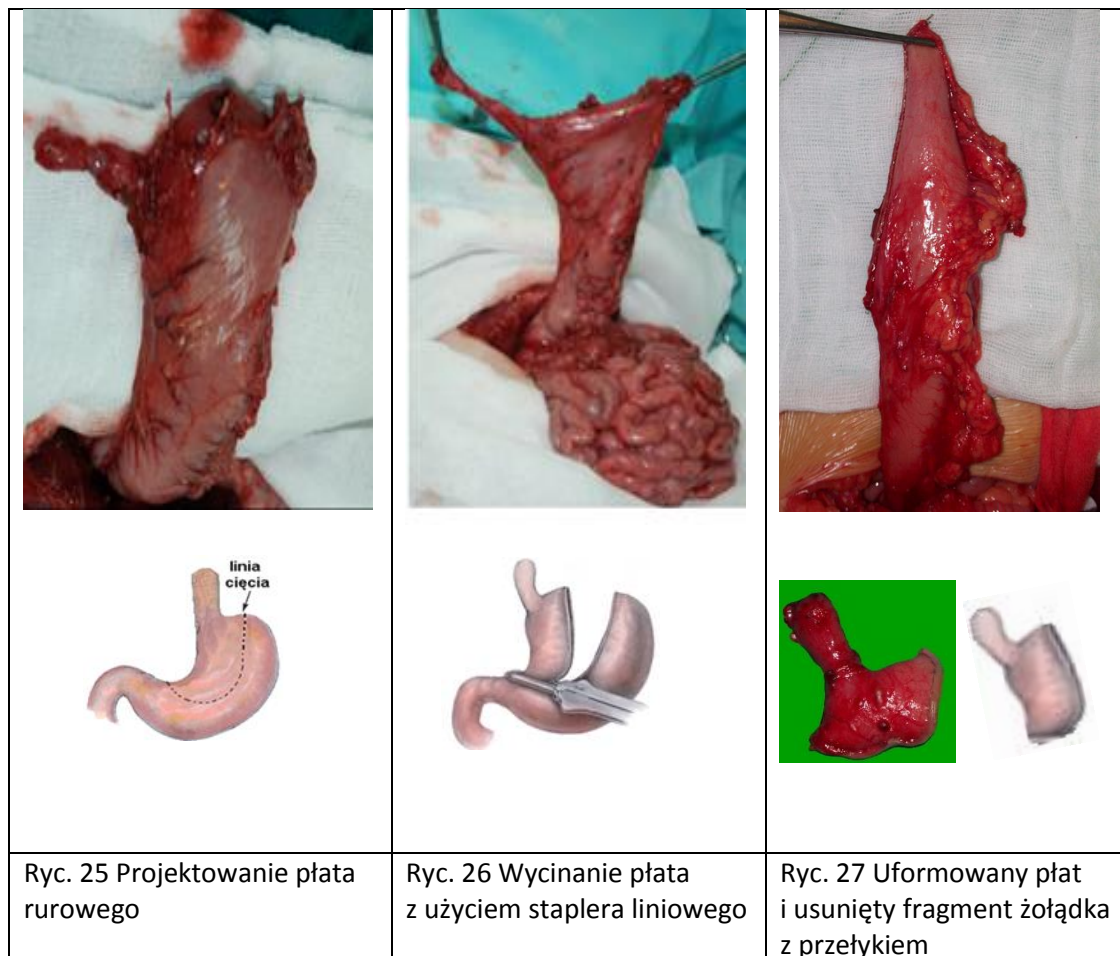 linia
cięcia
Ryc. 25 Projektowanie płata
rurowego
Ryc. 26 Wycinanie płata
z użyciem staplera liniowego
Ryc. 27 Uformowany płat
i usunięty fragment żołądka
z przełykiem